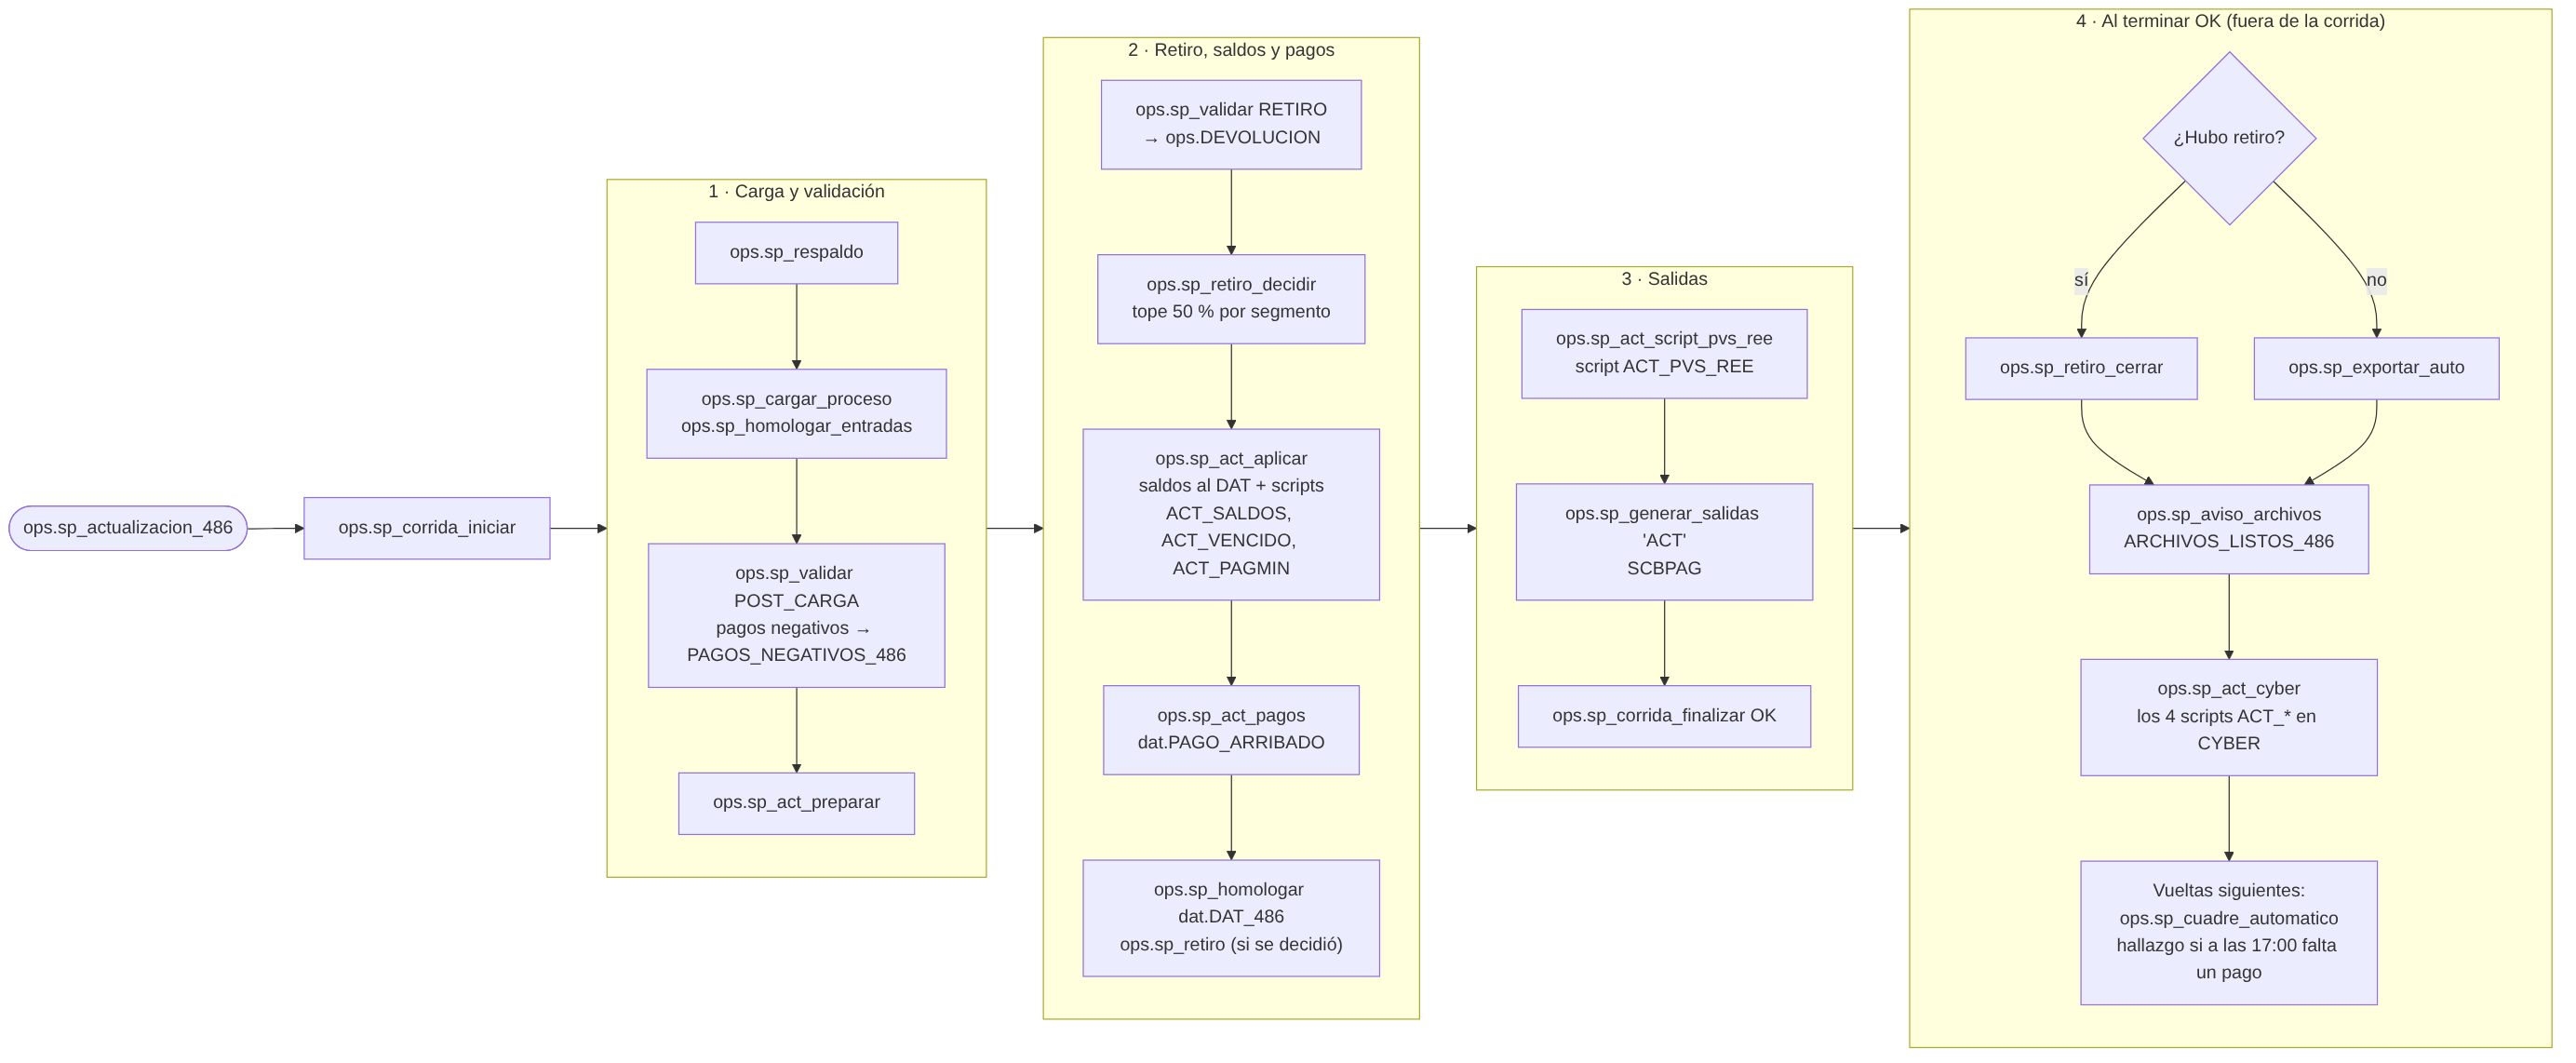 ops.sp_actualizacion_486
ops.sp_corrida_iniciar
1 · Carga y validación
ops.sp_respaldo
ops.sp_cargar_proceso
ops.sp_homologar_entradas
ops.sp_validar
POST_CARGA
pagos negativos →
PAGOS_NEGATIVOS_486
ops.sp_act_preparar
2 · Retiro, saldos y pagos
ops.sp_validar RETIRO
→ ops.DEVOLUCION
ops.sp_retiro_decidir
tope 50 % por segmento
ops.sp_act_aplicar
saldos al DAT + scripts
ACT_SALDOS,
ACT_VENCIDO,
ACT_PAGMIN
ops.sp_act_pagos
dat.PAGO_ARRIBADO
ops.sp_homologar
dat.DAT_486
ops.sp_retiro (si se decidió)
3 · Salidas
ops.sp_act_script_pvs_ree
script ACT_PVS_REE
ops.sp_generar_salidas
'ACT'
SCBPAG
ops.sp_corrida_finalizar OK
4 · Al terminar OK (fuera de la corrida)
¿Hubo retiro?
sí
no
ops.sp_retiro_cerrar
ops.sp_exportar_auto
ops.sp_aviso_archivos
ARCHIVOS_LISTOS_486
ops.sp_act_cyber
los 4 scripts ACT_* en
CYBER
Vueltas siguientes:
ops.sp_cuadre_automatico
hallazgo si a las 17:00 falta
un pago